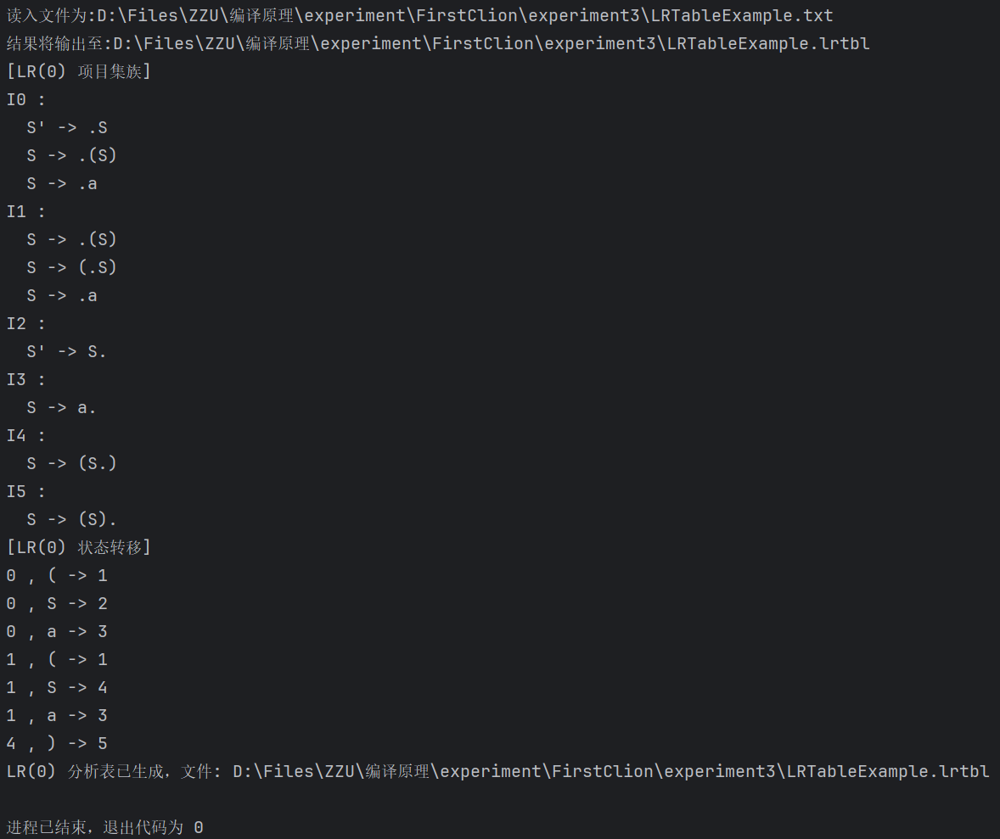 读入文件为:D:\Files\ZZU\编译原理\experiment\FirstClion\experiment3\LRTableExample.txt
结果将输出至:D:\Files\ZZU\编译原理\experiment\FirstClion\experiment3\LRTableExample.lrtbl
[LR(0) 项目集族]
I0 :
  S' -> .S
  S -> .(S)
  S -> .a
I1 :
  S -> .(S)
  S -> (.S)
  S -> .a
I2 :
  S' -> S.
I3 :
  S -> a.
I4 :
  S -> (S.)
I5 :
  S -> (S).
[LR(0) 状态转移]
0 , ( -> 1
0 , S -> 2
0 , a -> 3
1 , ( -> 1
1 , S -> 4
1 , a -> 3
4 , ) -> 5
LR(0) 分析表已生成，文件: D:\Files\ZZU\编译原理\experiment\FirstClion\experiment3\LRTableExample.lrtbl
进程已结束，退出代码为 0